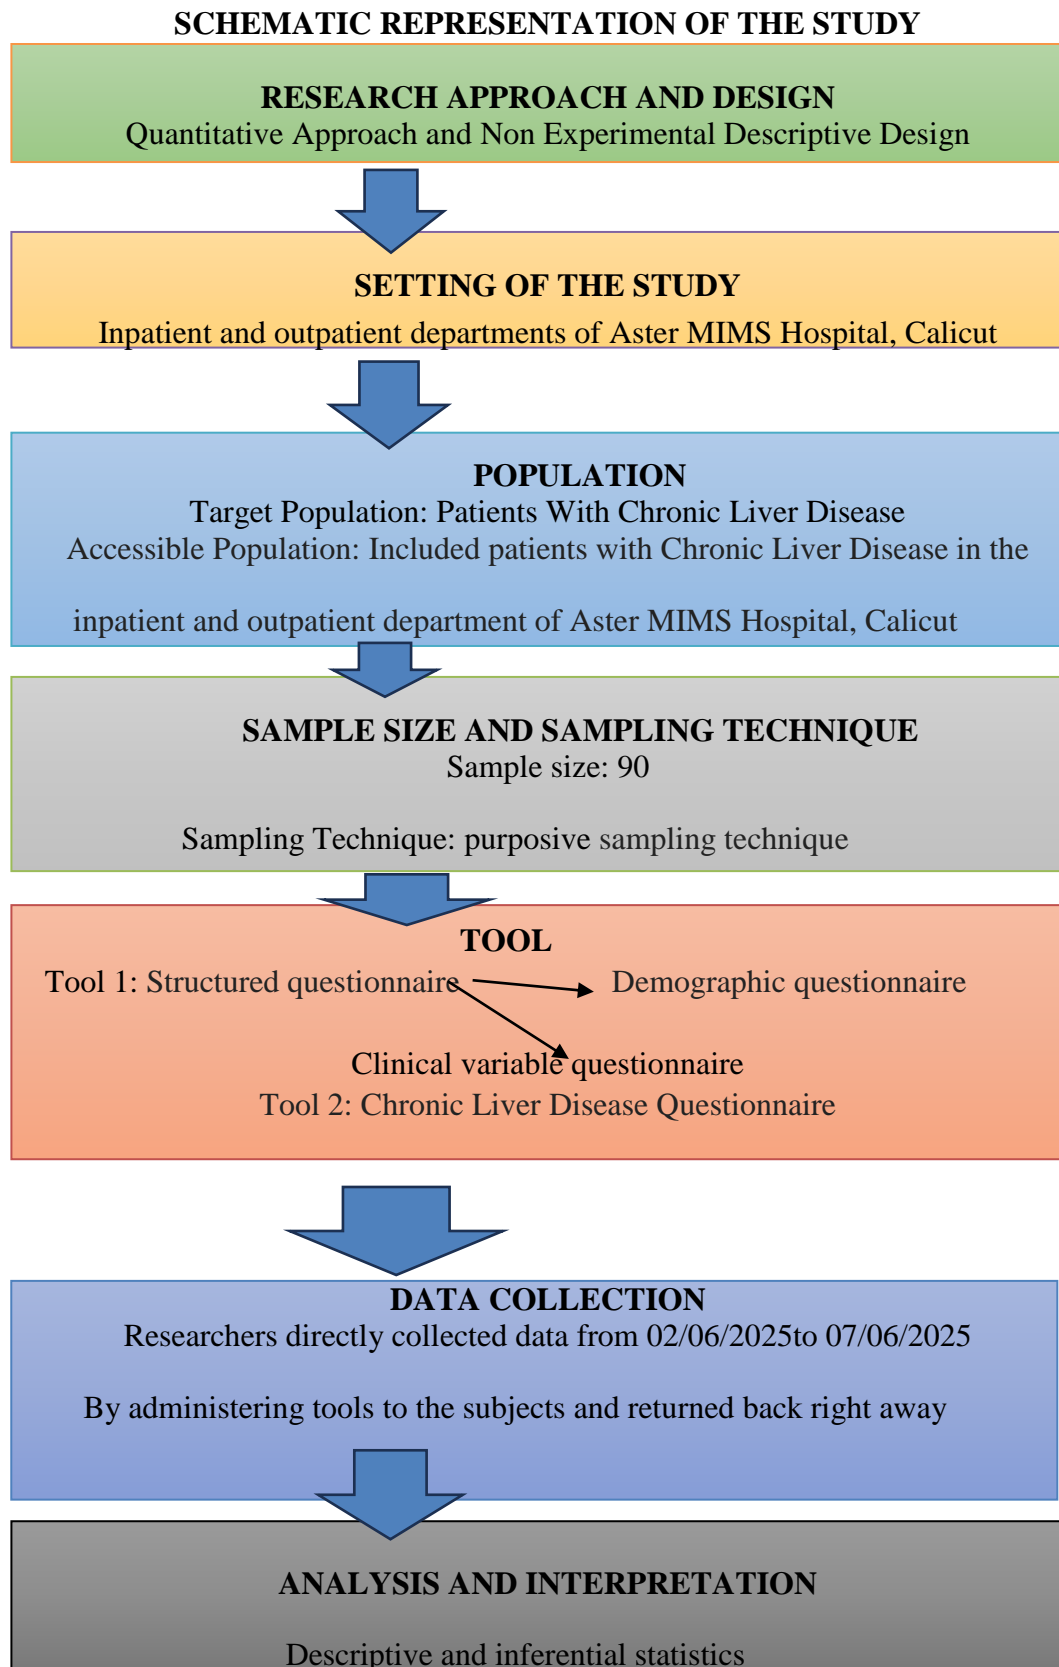 SCHEMATIC REPRESENTATION OF THE STUDY
RESEARCH APPROACH AND DESIGN
Quantitative Approach and Non Experimental Descriptive Design
SETTING OF THE STUDY
Inpatient and outpatient departments of Aster MIMS Hospital, Calicut
POPULATION
Target Population: Patients With Chronic Liver Disease
Accessible Population: Included patients with Chronic Liver Disease in the
inpatient and outpatient department of Aster MIMS Hospital, Calicut
SAMPLE SIZE AND SAMPLING TECHNIQUE
Sample size: 90
Sampling Technique: purposive sampling technique
TOOL
Tool 1: Structured questionnaire Demographic questionnaire
Clinical variable questionnaire
Tool 2: Chronic Liver Disease Questionnaire
DATA COLLECTION
Researchers directly collected data from 02/06/2025to 07/06/2025
By administering tools to the subjects and returned back right away
ANALYSIS AND INTERPRETATION
Descriptive and inferential statistics